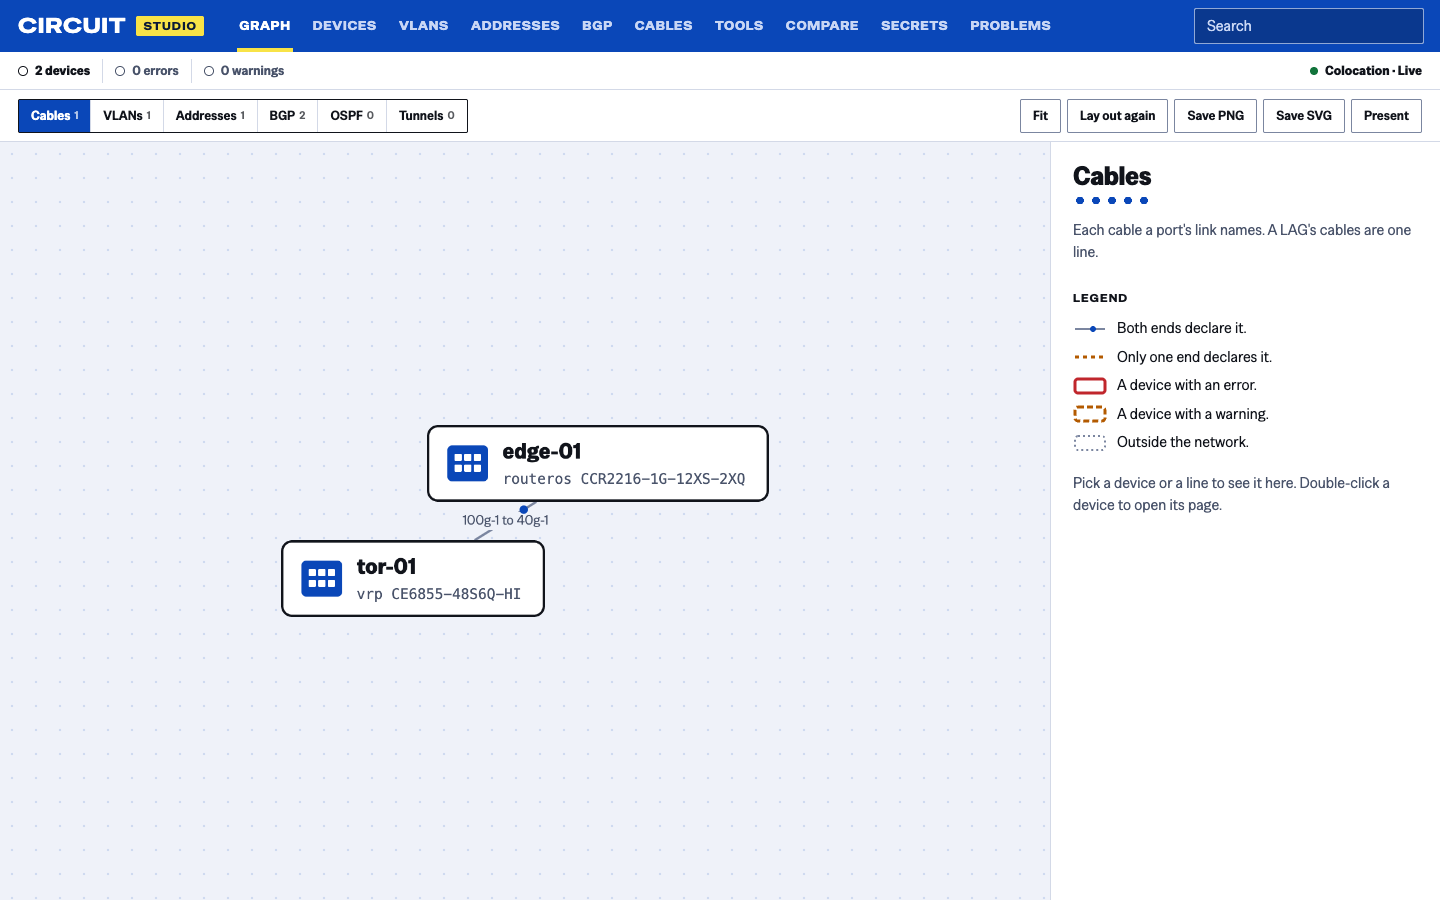 CIRCUIT STUDIO GRAPH DEVICES VLANS ADDRESSES BGP CABLES TOOLS COMPARE SECRETS PROBLEMS Search
2 devices 0 errors 0 warnings Colocation · Live
Cables 1 VLANs 1 Addresses 1 BGP 2 OSPF 0 Tunnels 0 Fit Lay out again Save PNG Save SVG Present
edge-01
routeros CCR2216-1G-12XS-2XQ
100g-1 to 40g-1
tor-01
vrp CE6855-48S6Q-HI
Cables
Each cable a port's link names. A LAG's cables are one
line.
LEGEND
Both ends declare it.
Only one end declares it.
A device with an error.
A device with a warning.
Outside the network.
Pick a device or a line to see it here. Double-click a
device to open its page.